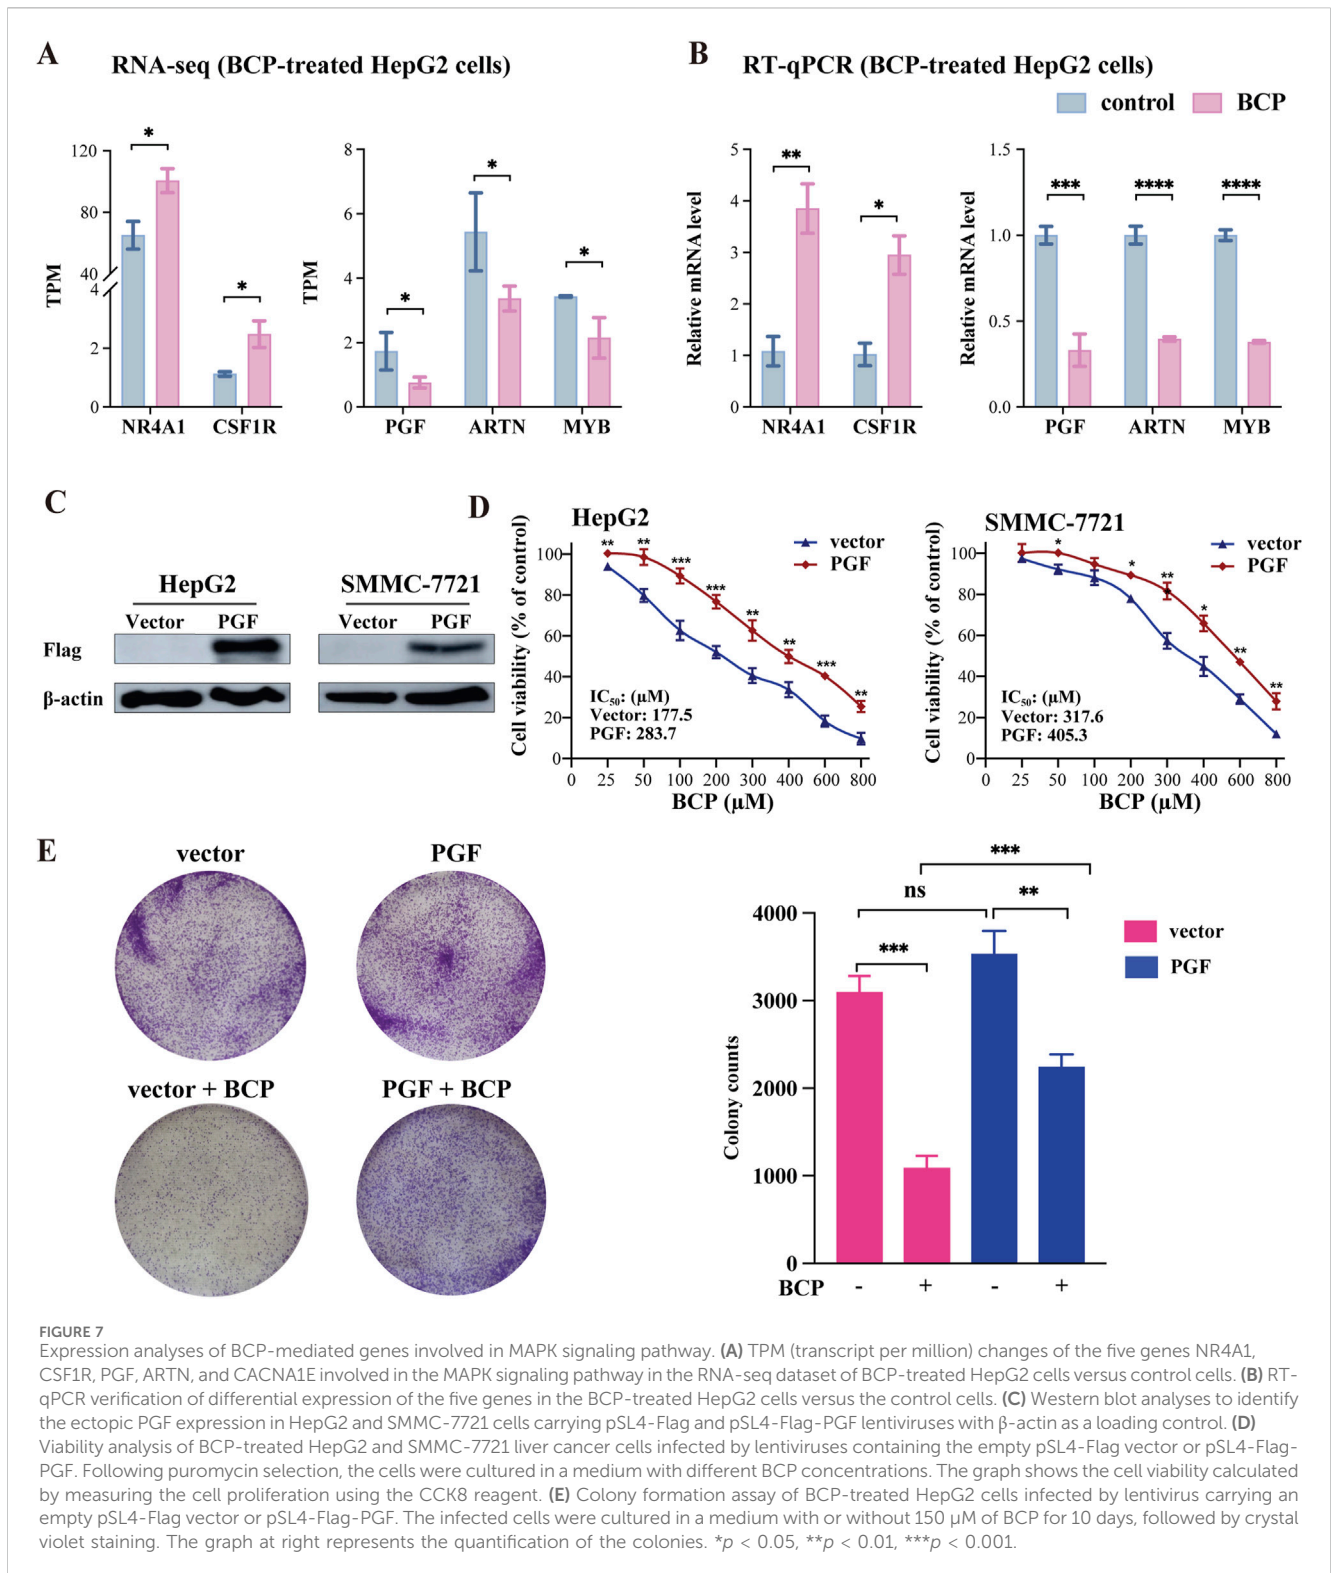 A
RNA-seq (BCP-treated HepG2 cells)
TPM
120
80
40
4
2
0
*
*
NR4A1 CSF1R
TPM
8
6
4
2
0
*
*
*
PGF ARTN MYB
B
RT-qPCR (BCP-treated HepG2 cells)
control BCP
Relative mRNA level
5
4
3
2
1
0
**
*
NR4A1 CSF1R
Relative mRNA level
1.5
1.0
0.5
0.0
*** **** ****
PGF ARTN MYB
C
HepG2 SMMC-7721
Vector PGF Vector PGF
Flag
β-actin
D
HepG2
vector
PGF
Cell viability (% of control)
100
80
60
40
20
0
** ** *** *** ** ** *** **
IC50: (μM)
Vector: 177.5
PGF: 283.7
0 25 50 100 200 300 400 600 800
BCP (μM)
SMMC-7721
vector
PGF
Cell viability (% of control)
100
80
60
40
20
0
* * ** * ** **
IC50: (μM)
Vector: 317.6
PGF: 405.3
0 25 50 100 200 300 400 600 800
BCP (μM)
E
vector PGF
vector + BCP PGF + BCP
***
ns **
***
vector
PGF
Colony counts
4000
3000
2000
1000
0
BCP - + - +
FIGURE 7
Expression analyses of BCP-mediated genes involved in MAPK signaling pathway. (A) TPM (transcript per million) changes of the five genes NR4A1,
CSF1R, PGF, ARTN, and CACNA1E involved in the MAPK signaling pathway in the RNA-seq dataset of BCP-treated HepG2 cells versus control cells. (B) RT-
qPCR verification of differential expression of the five genes in the BCP-treated HepG2 cells versus the control cells. (C) Western blot analyses to identify
the ectopic PGF expression in HepG2 and SMMC-7721 cells carrying pSL4-Flag and pSL4-Flag-PGF lentiviruses with β-actin as a loading control. (D)
Viability analysis of BCP-treated HepG2 and SMMC-7721 liver cancer cells infected by lentiviruses containing the empty pSL4-Flag vector or pSL4-Flag-
PGF. Following puromycin selection, the cells were cultured in a medium with different BCP concentrations. The graph shows the cell viability calculated
by measuring the cell proliferation using the CCK8 reagent. (E) Colony formation assay of BCP-treated HepG2 cells infected by lentivirus carrying an
empty pSL4-Flag vector or pSL4-Flag-PGF. The infected cells were cultured in a medium with or without 150 μM of BCP for 10 days, followed by crystal
violet staining. The graph at right represents the quantification of the colonies. *p < 0.05, **p < 0.01, ***p < 0.001.